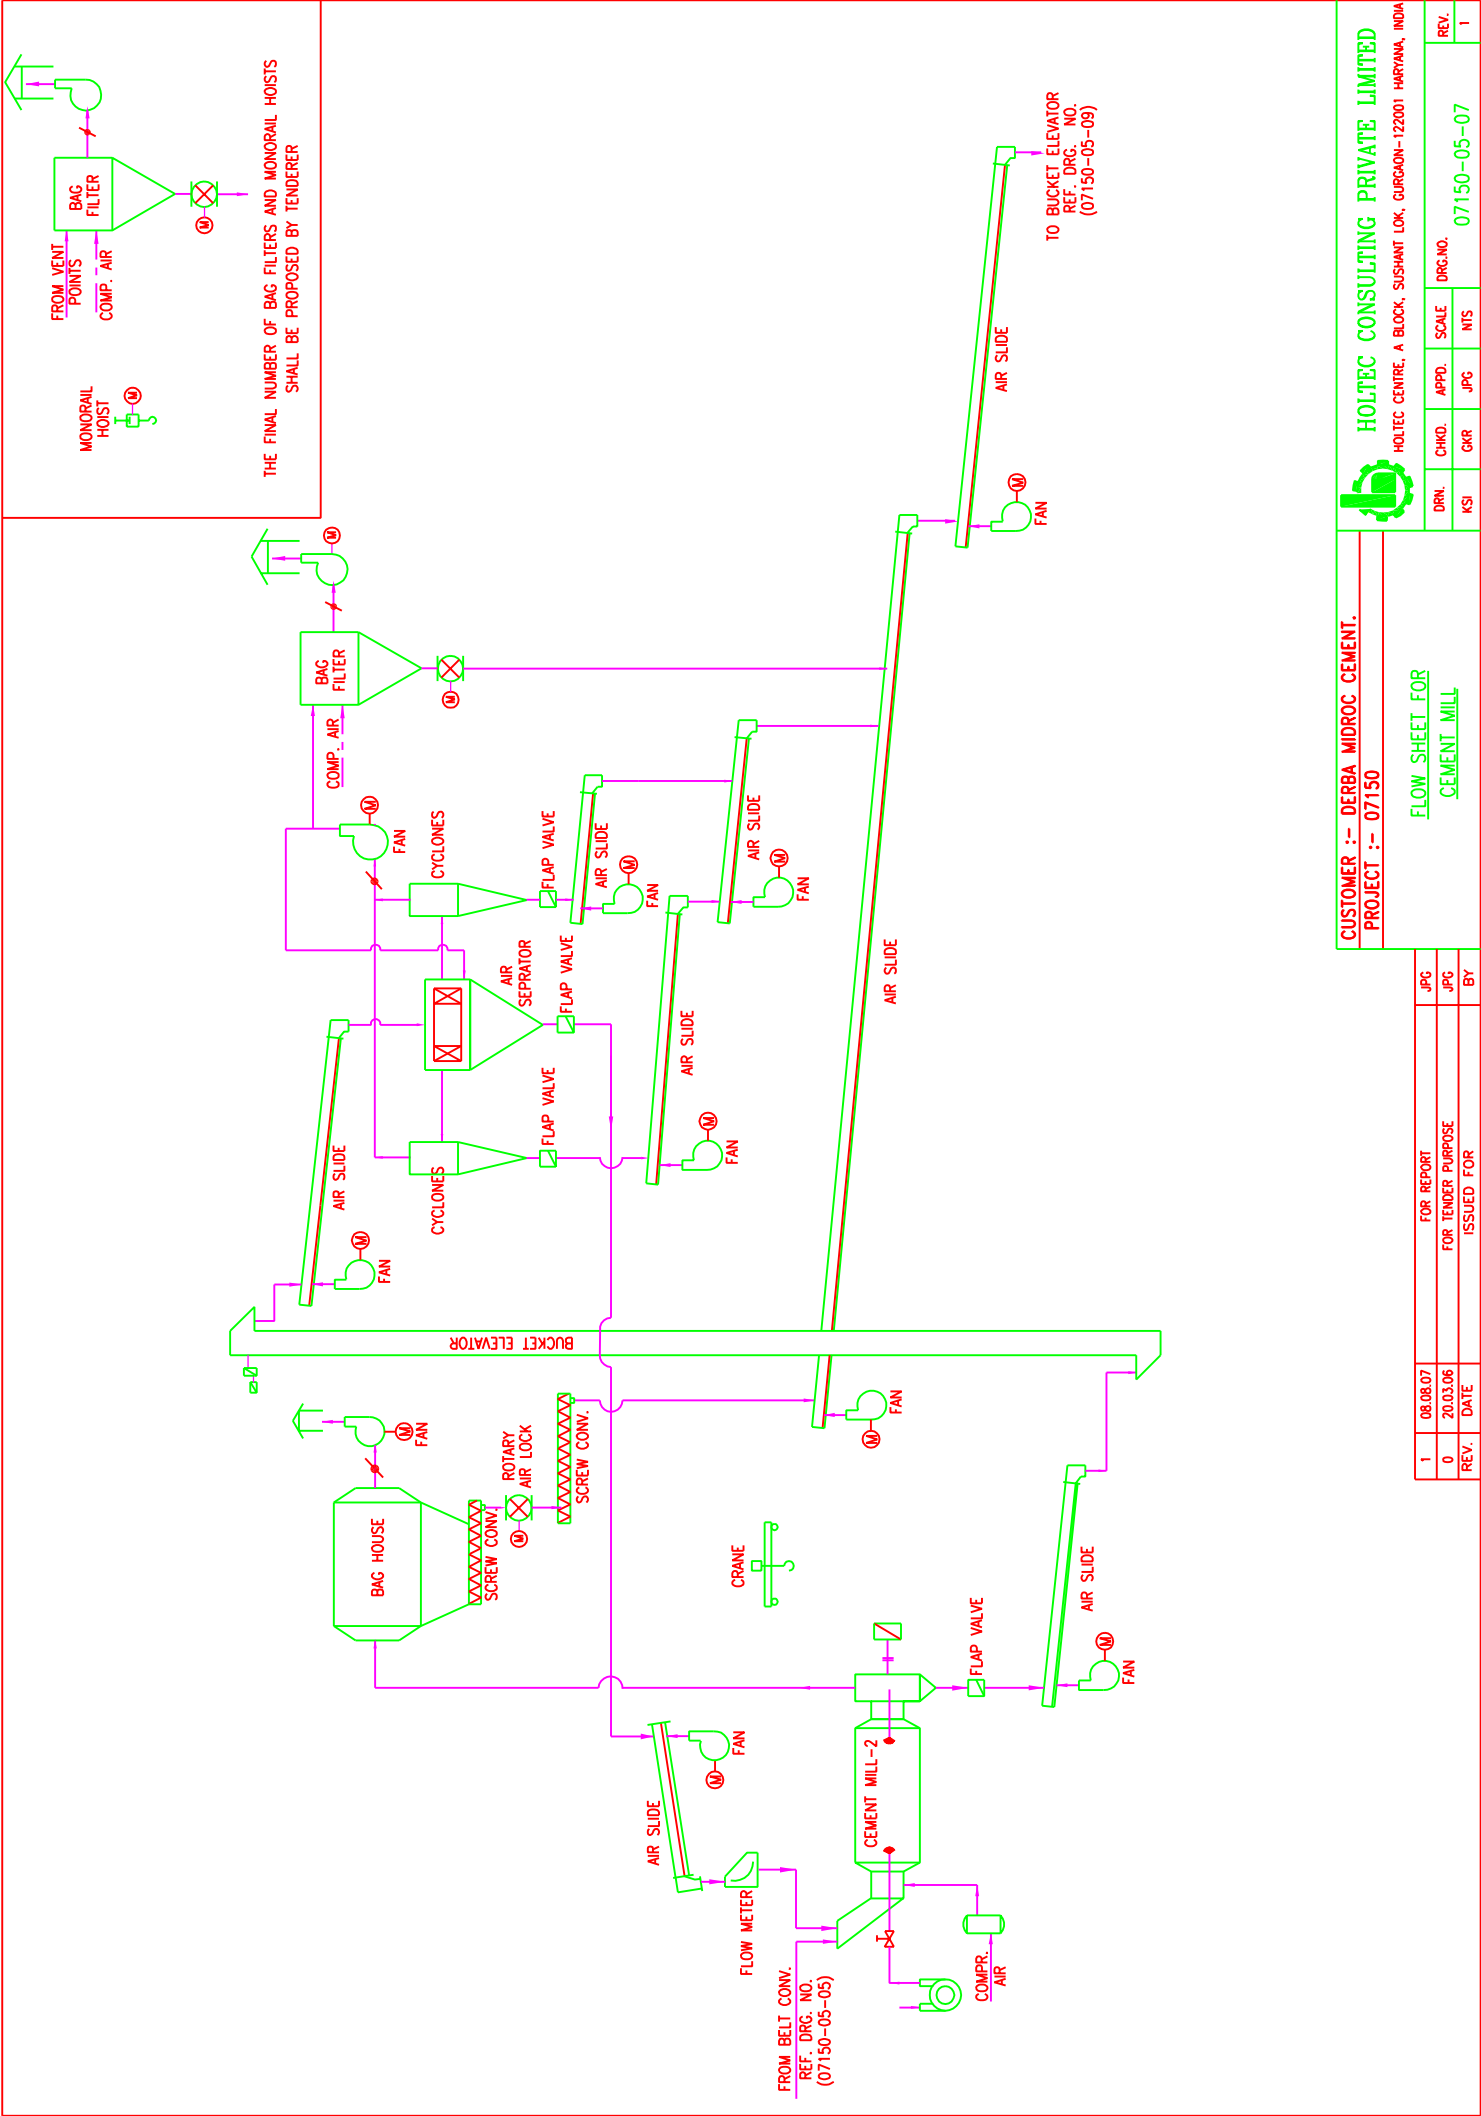 FROM VENT
POINTS
COMP. AIR
BAG
FILTER
M
MONORAIL
HOIST
M
THE FINAL NUMBER OF BAG FILTERS AND MONORAIL HOISTS
SHALL BE PROPOSED BY TENDERER
BAG HOUSE
M
FAN
SCREW CONV.
ROTARY
AIR LOCK
M
SCREW CONV.
BUCKET ELEVATOR
AIR SLIDE
M
FAN
CYCLONES
FLAP VALVE
AIR
SEPRATOR
FLAP VALVE
CYCLONES
FLAP VALVE
M
FAN
COMP. AIR
BAG
FILTER
M
M
AIR SLIDE
M
FAN
AIR SLIDE
M
FAN
AIR SLIDE
M
FAN
AIR SLIDE
M
FAN
AIR SLIDE
M
FAN
TO BUCKET ELEVATOR
REF. DRG. NO.
(07150-05-09)
AIR SLIDE
M
FAN
FLOW METER
FROM BELT CONV.
REF. DRG. NO.
(07150-05-05)
CEMENT MILL-2
COMPR.
AIR
CRANE
FLAP VALVE
AIR SLIDE
M
FAN
1 08.08.07 FOR REPORT JPG
0 20.03.06 FOR TENDER PURPOSE JPG
REV. DATE ISSUED FOR BY
CUSTOMER :- DERBA MIDROC CEMENT.
PROJECT :- 07150
FLOW SHEET FOR
CEMENT MILL
HOLTEC CONSULTING PRIVATE LIMITED
HOLTEC CENTRE, A BLOCK, SUSHANT LOK, GURGAON-122001 HARYANA, INDIA
DRN. CHKD. APPD. SCALE DRG.NO. REV.
KSI GKR JPG NTS 07150-05-07 1